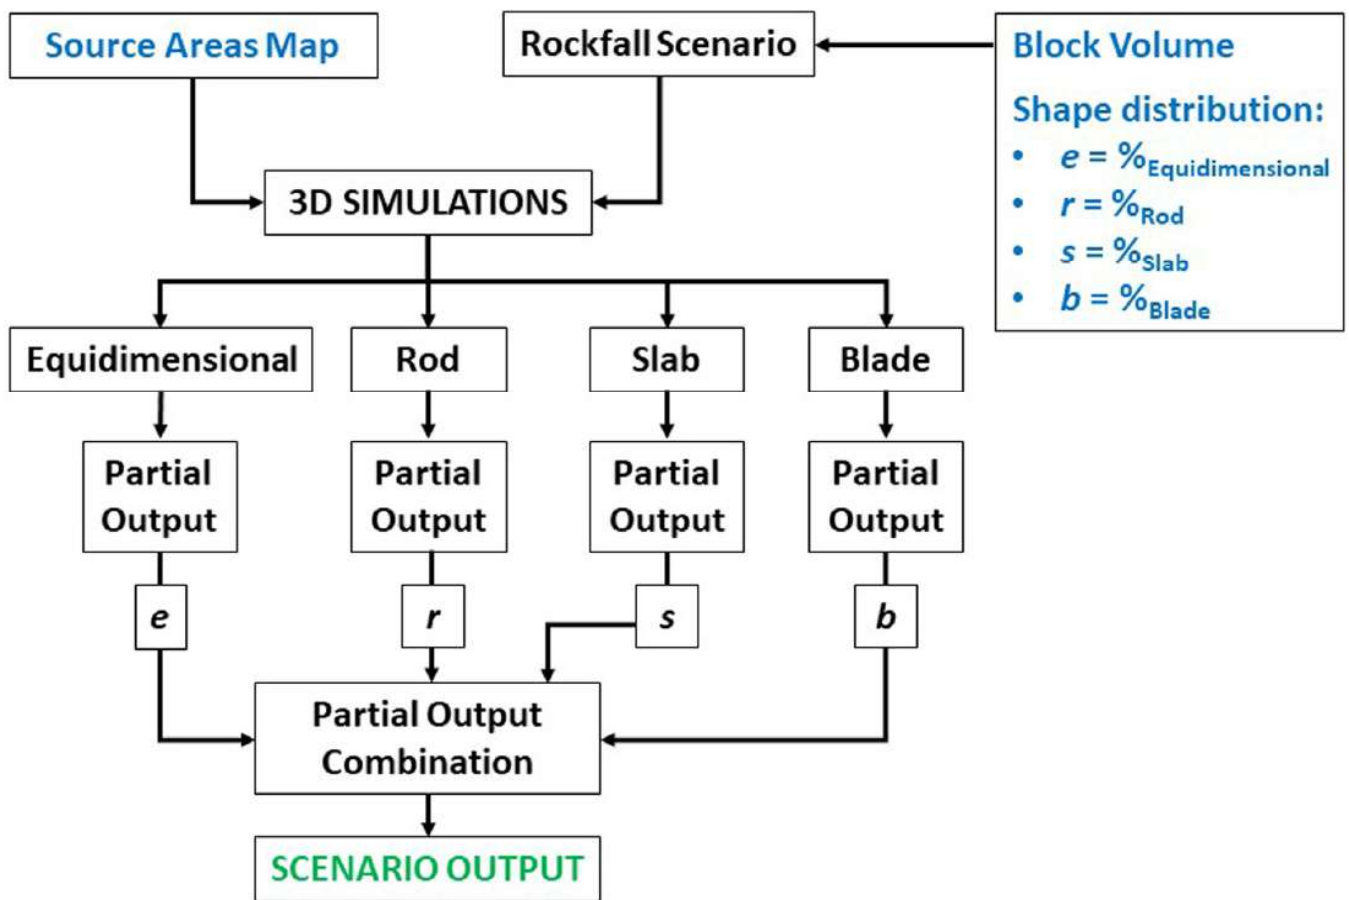 Source Areas Map
Rockfall Scenario
Block Volume
Shape distribution:
• e = %Equidimensional
• r = %Rod
• s = %Slab
• b = %Blade
3D SIMULATIONS
Equidimensional
Rod
Slab
Blade
Partial
Output
Partial
Output
Partial
Output
Partial
Output
e
r
s
b
Partial Output
Combination
SCENARIO OUTPUT